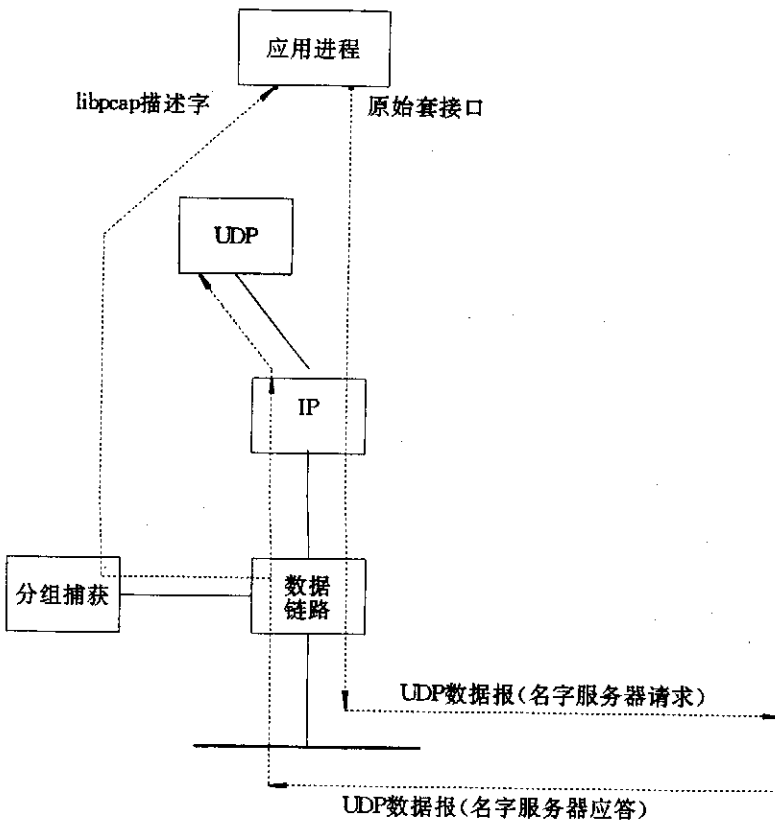 应用进程
libpcap描述字
原始套接口
UDP
IP
分组捕获
数据
链路
UDP数据报(名字服务器请求)
UDP数据报(名字服务器应答)